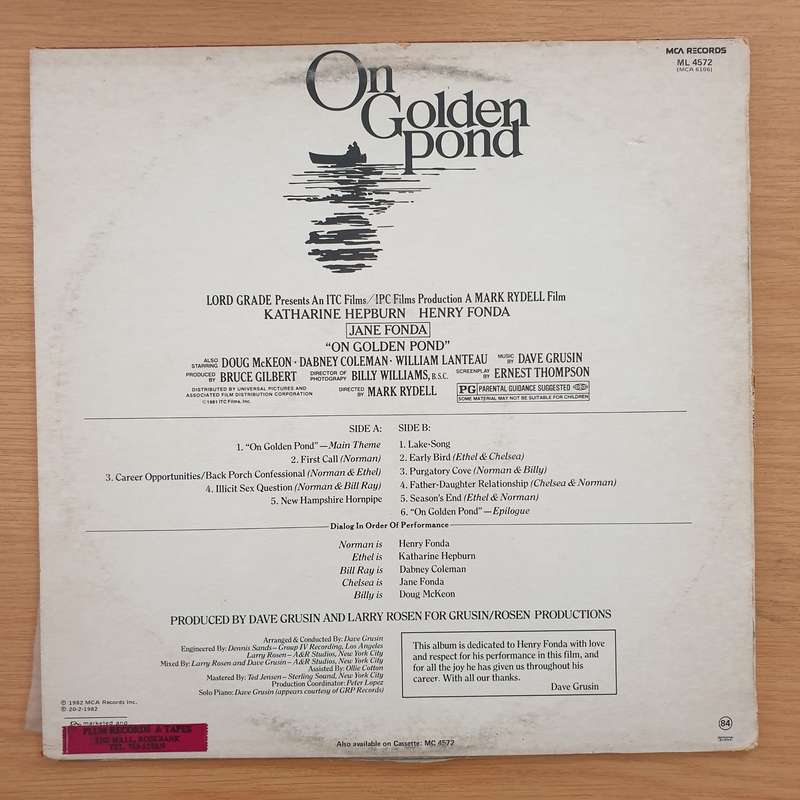 On
Golden
Pond
MCA RECORDS
ML 4572
(MCA 6106)
LORD GRADE Presents An ITC Films/IPC Films Production A MARK RYDELL Film
KATHARINE HEPBURN HENRY FONDA
JANE FONDA
"ON GOLDEN POND"
ALSO STARRING DOUG McKEON · DABNEY COLEMAN · WILLIAM LANTEAU MUSIC BY DAVE GRUSIN
PRODUCED BY BRUCE GILBERT DIRECTOR OF PHOTOGRAPY BILLY WILLIAMS, B.S.C. SCREENPLAY BY ERNEST THOMPSON
DISTRIBUTED BY UNIVERSAL PICTURES AND
ASSOCIATED FILM DISTRIBUTION CORPORATION
©1981 ITC Films, Inc.
DIRECTED BY MARK RYDELL
PG PARENTAL GUIDANCE SUGGESTED
SOME MATERIAL MAY NOT BE SUITABLE FOR CHILDREN
SIDE A:
1. "On Golden Pond"—Main Theme
2. First Call (Norman)
3. Career Opportunities/Back Porch Confessional (Norman & Ethel)
4. Illicit Sex Question (Norman & Bill Ray)
5. New Hampshire Hornpipe
SIDE B:
1. Lake-Song
2. Early Bird (Ethel & Chelsea)
3. Purgatory Cove (Norman & Billy)
4. Father-Daughter Relationship (Chelsea & Norman)
5. Season's End (Ethel & Norman)
6. "On Golden Pond"—Epilogue
Dialog In Order Of Performance
Norman is Henry Fonda
Ethel is Katharine Hepburn
Bill Ray is Dabney Coleman
Chelsea is Jane Fonda
Billy is Doug McKeon
PRODUCED BY DAVE GRUSIN AND LARRY ROSEN FOR GRUSIN/ROSEN PRODUCTIONS
Arranged & Conducted By: Dave Grusin
Engineered By: Dennis Sands—Group IV Recording, Los Angeles
Larry Rosen—A&R Studios, New York City
Mixed By: Larry Rosen and Dave Grusin—A&R Studios, New York City
Assisted By: Ollie Cotton
Mastered By: Ted Jensen—Sterling Sound, New York City
Production Coordinator: Peter Lopez
Solo Piano: Dave Grusin (appears courtesy of GRP Records)
This album is dedicated to Henry Fonda with love
and respect for his performance in this film, and
for all the joy he has given us throughout his
career. With all our thanks.
Dave Grusin
© 1982 MCA Records Inc.
℗ 20-2-1982
marketed and
PLUM RECORDS & TAPES
THE MALL, ROSEBANK
TEL.
Also available on Cassette: MC 4572
84